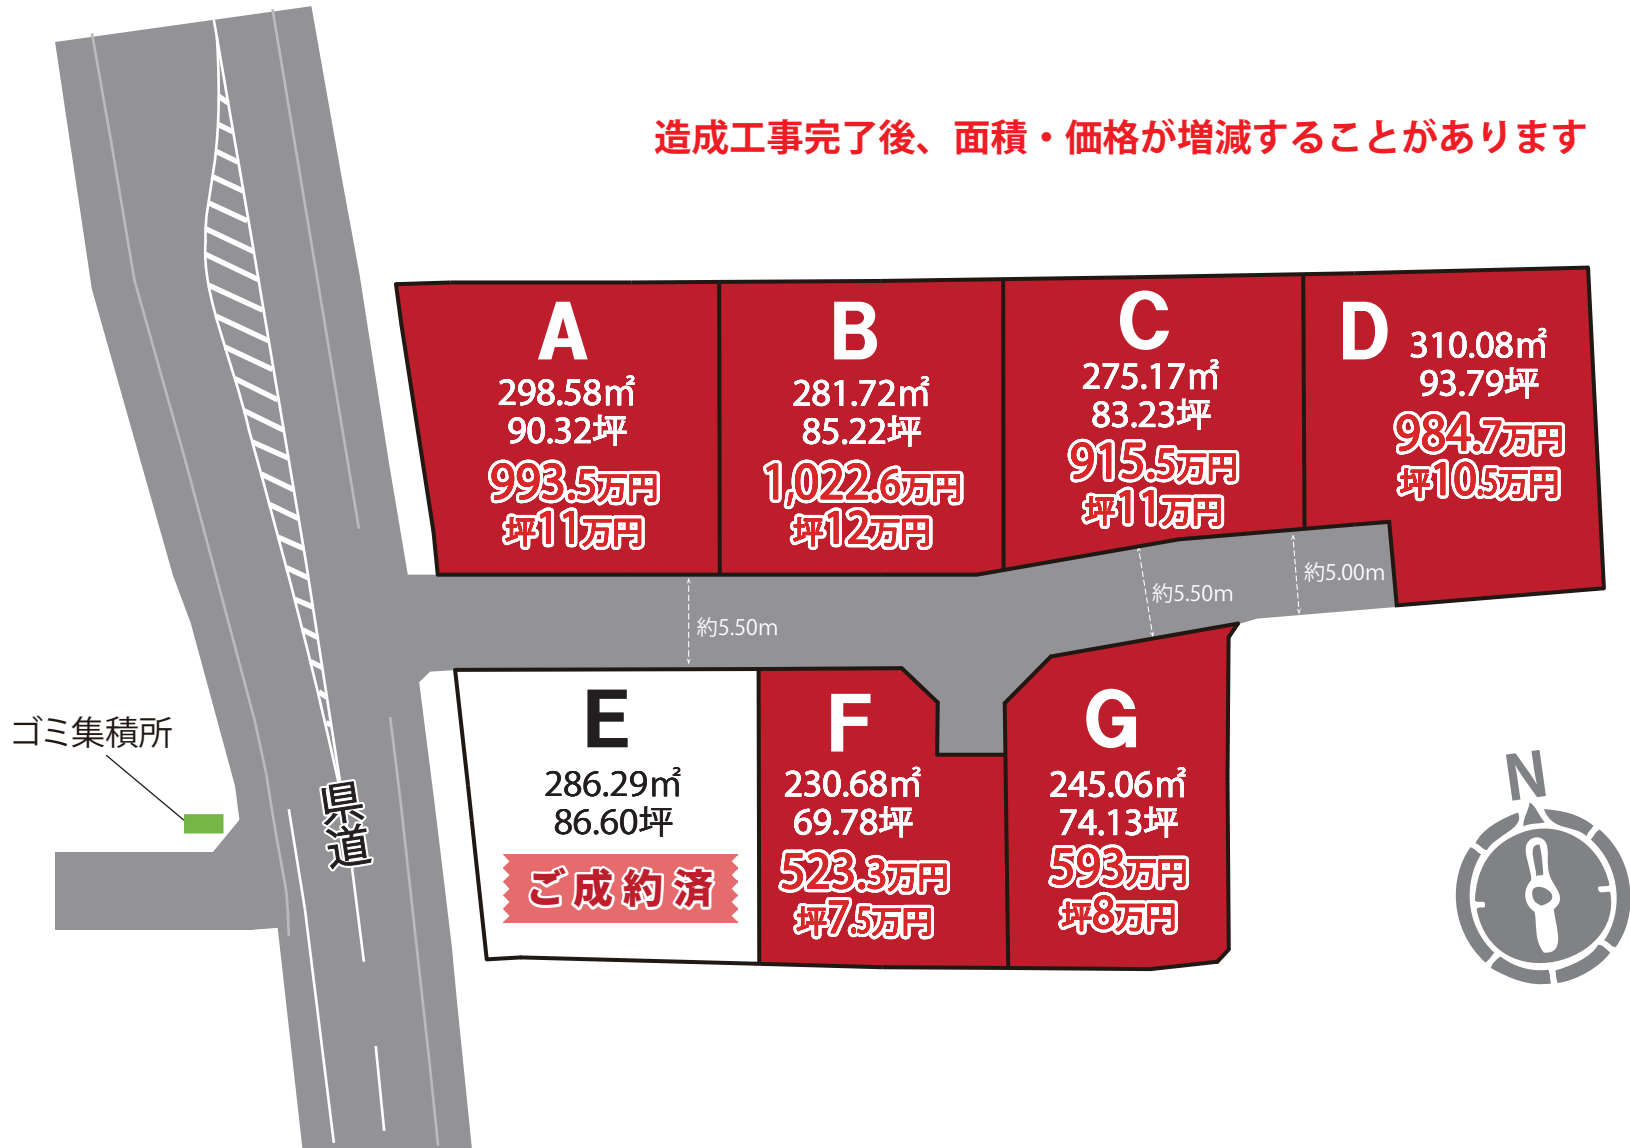 造成工事完了後、面積・価格が増減することがあります
A
298.58㎡
90.32坪
993.5万円
坪11万円
B
281.72㎡
85.22坪
1,022.6万円
坪12万円
C
275.17㎡
83.23坪
915.5万円
坪11万円
D
310.08㎡
93.79坪
984.7万円
坪10.5万円
約5.50m
約5.50m
約5.00m
E
286.29㎡
86.60坪
ご成約済
F
230.68㎡
69.78坪
523.3万円
坪7.5万円
G
245.06㎡
74.13坪
593万円
坪8万円
ゴミ集積所
県道
N